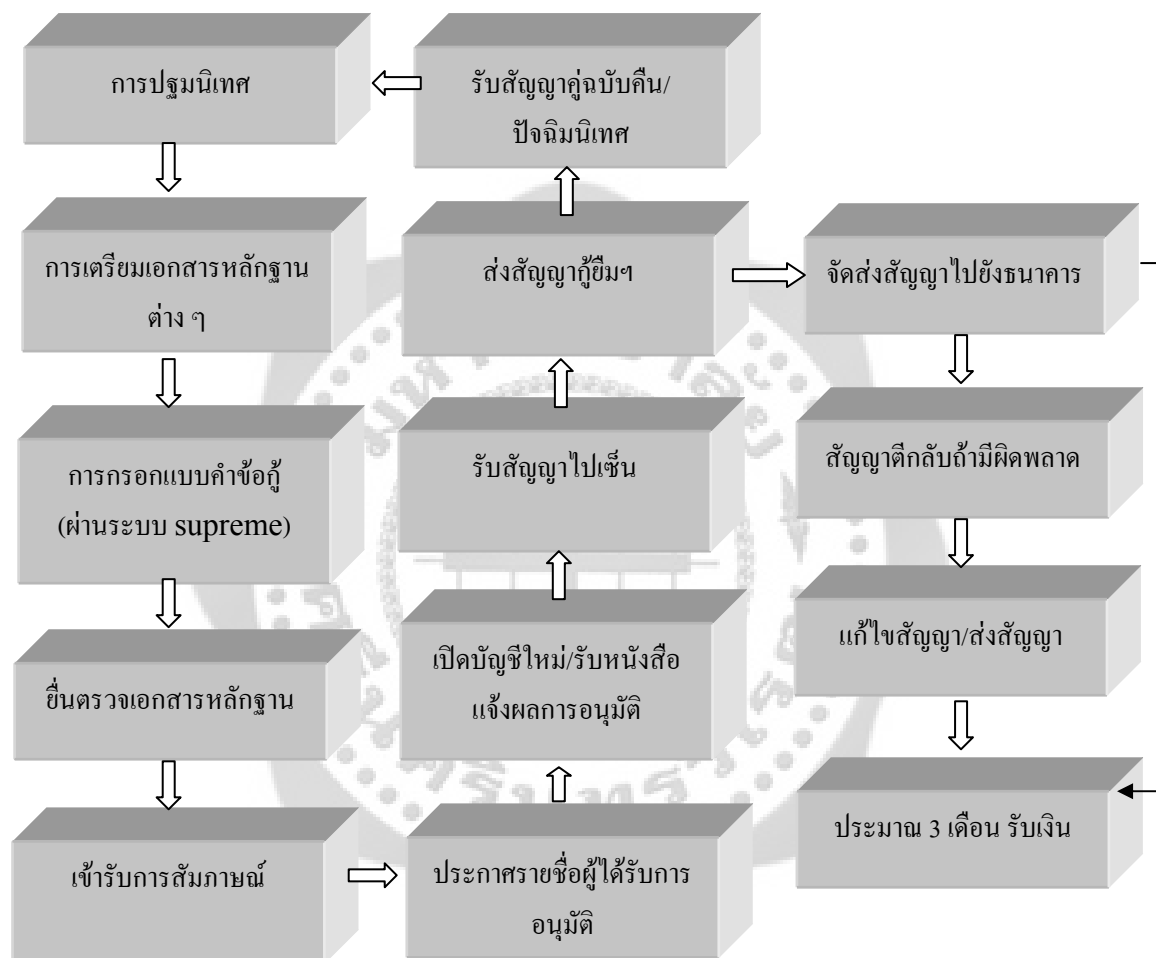 การปฐมนิเทศ
รับสัญญาคู่ฉบับคืน/
ปัจฉิมนิเทศ
การเตรียมเอกสารหลักฐาน
ต่าง ๆ
ส่งสัญญากู้ยืมฯ
จัดส่งสัญญาไปยังธนาคาร
การกรอกแบบคำข้อกู้
(ผ่านระบบ supreme)
รับสัญญาไปเซ็น
สัญญาตีกลับถ้ามีผิดพลาด
ยื่นตรวจเอกสารหลักฐาน
เปิดบัญชีใหม่/รับหนังสือ
แจ้งผลการอนุมัติ
แก้ไขสัญญา/ส่งสัญญา
เข้ารับการสัมภาษณ์
ประกาศรายชื่อผู้ได้รับการ
อนุมัติ
ประมาณ 3 เดือน รับเงิน